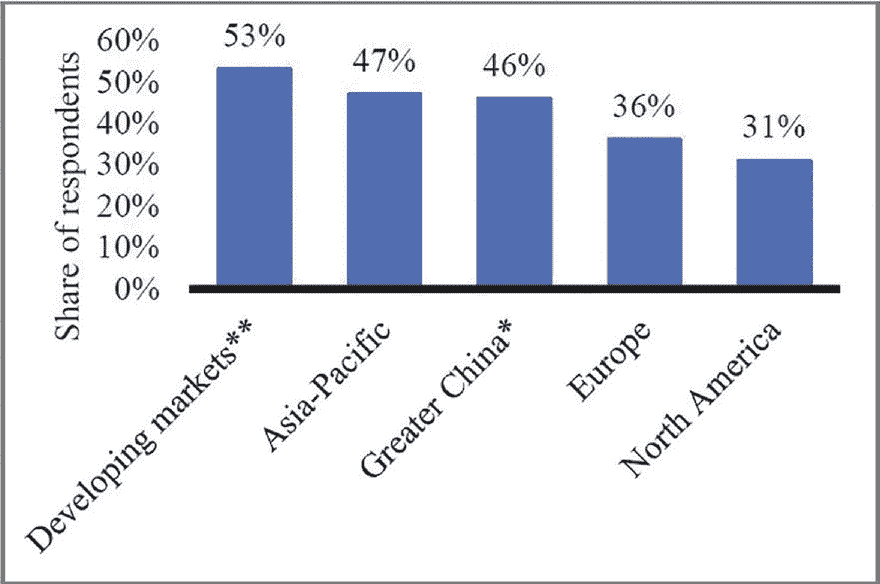 Share of respondents
60%
50%
40%
30%
20%
10%
0%
53%
47%
46%
36%
31%
Developing markets**
Asia-Pacific
Greater China*
Europe
North America